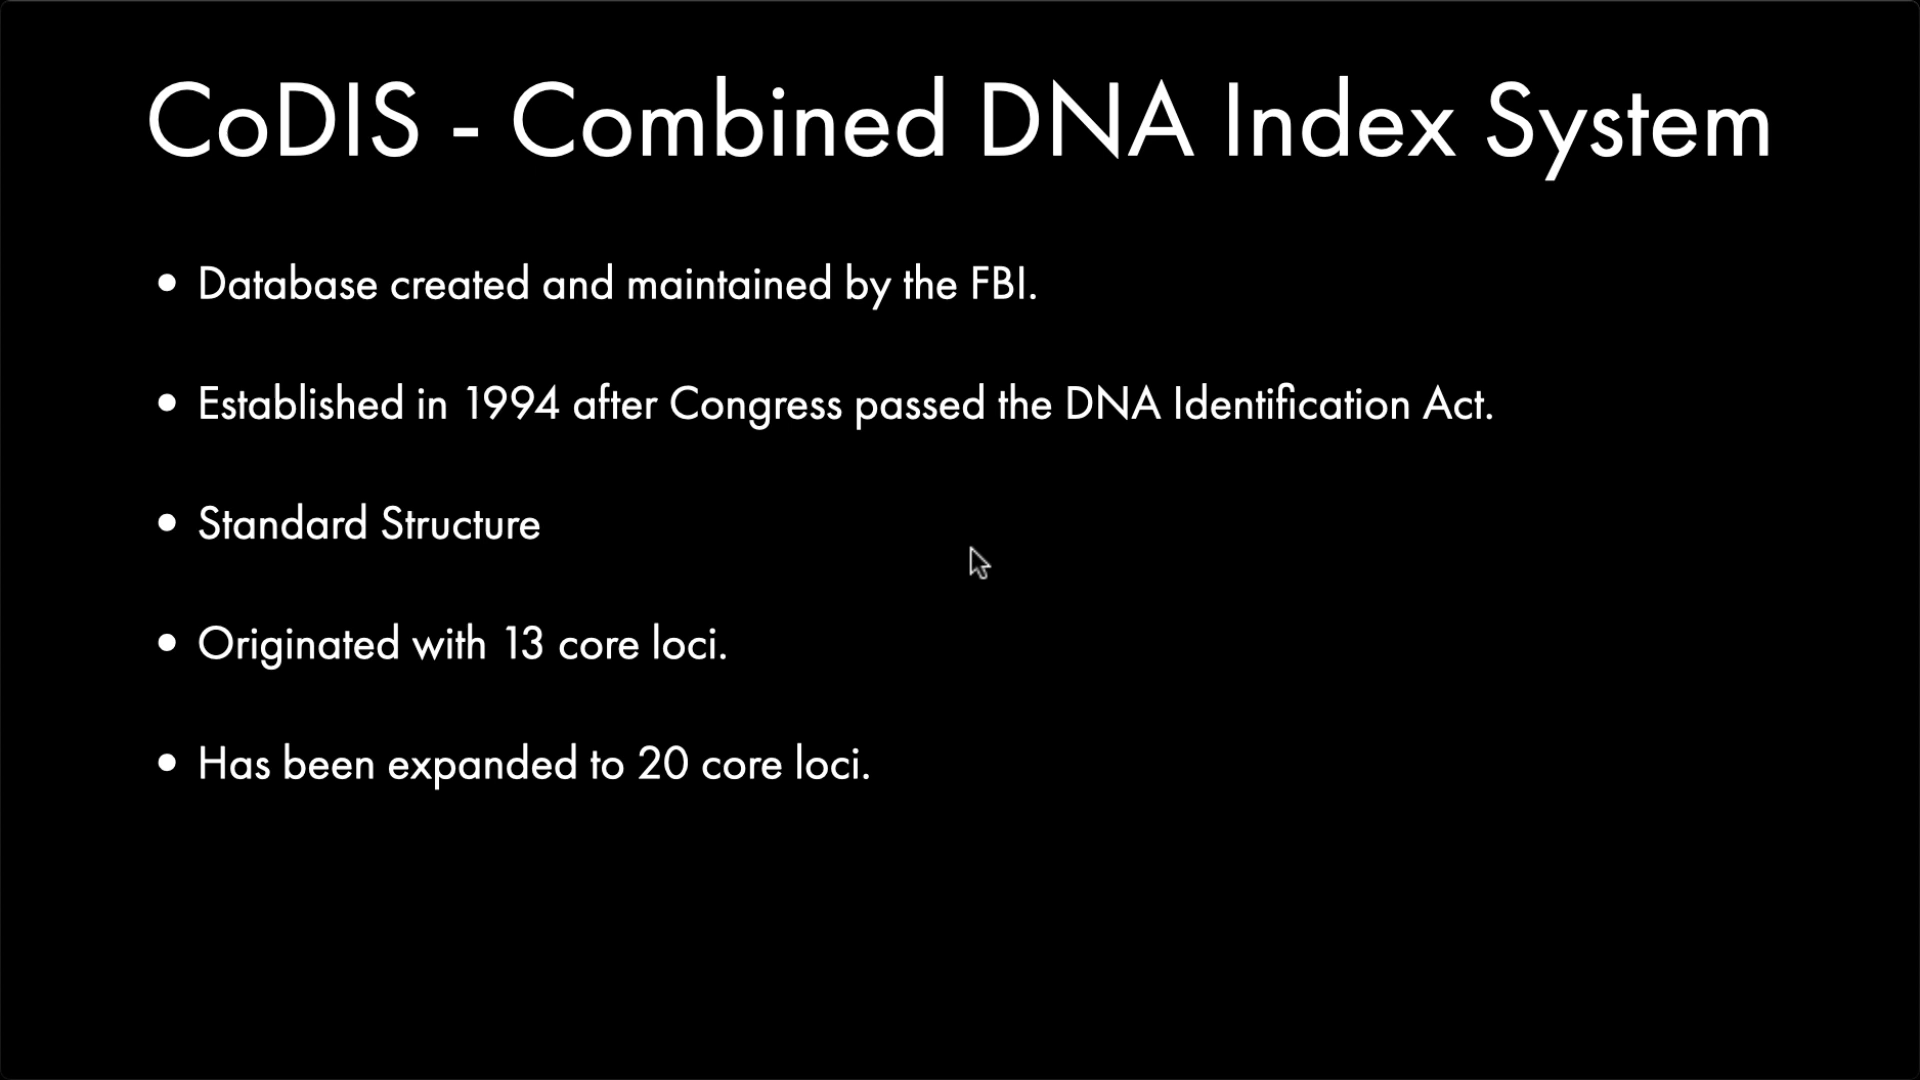 CoDIS - Combined DNA Index System
• Database created and maintained by the FBI.
• Established in 1994 after Congress passed the DNA Identification Act.
• Standard Structure
• Originated with 13 core loci.
• Has been expanded to 20 core loci.